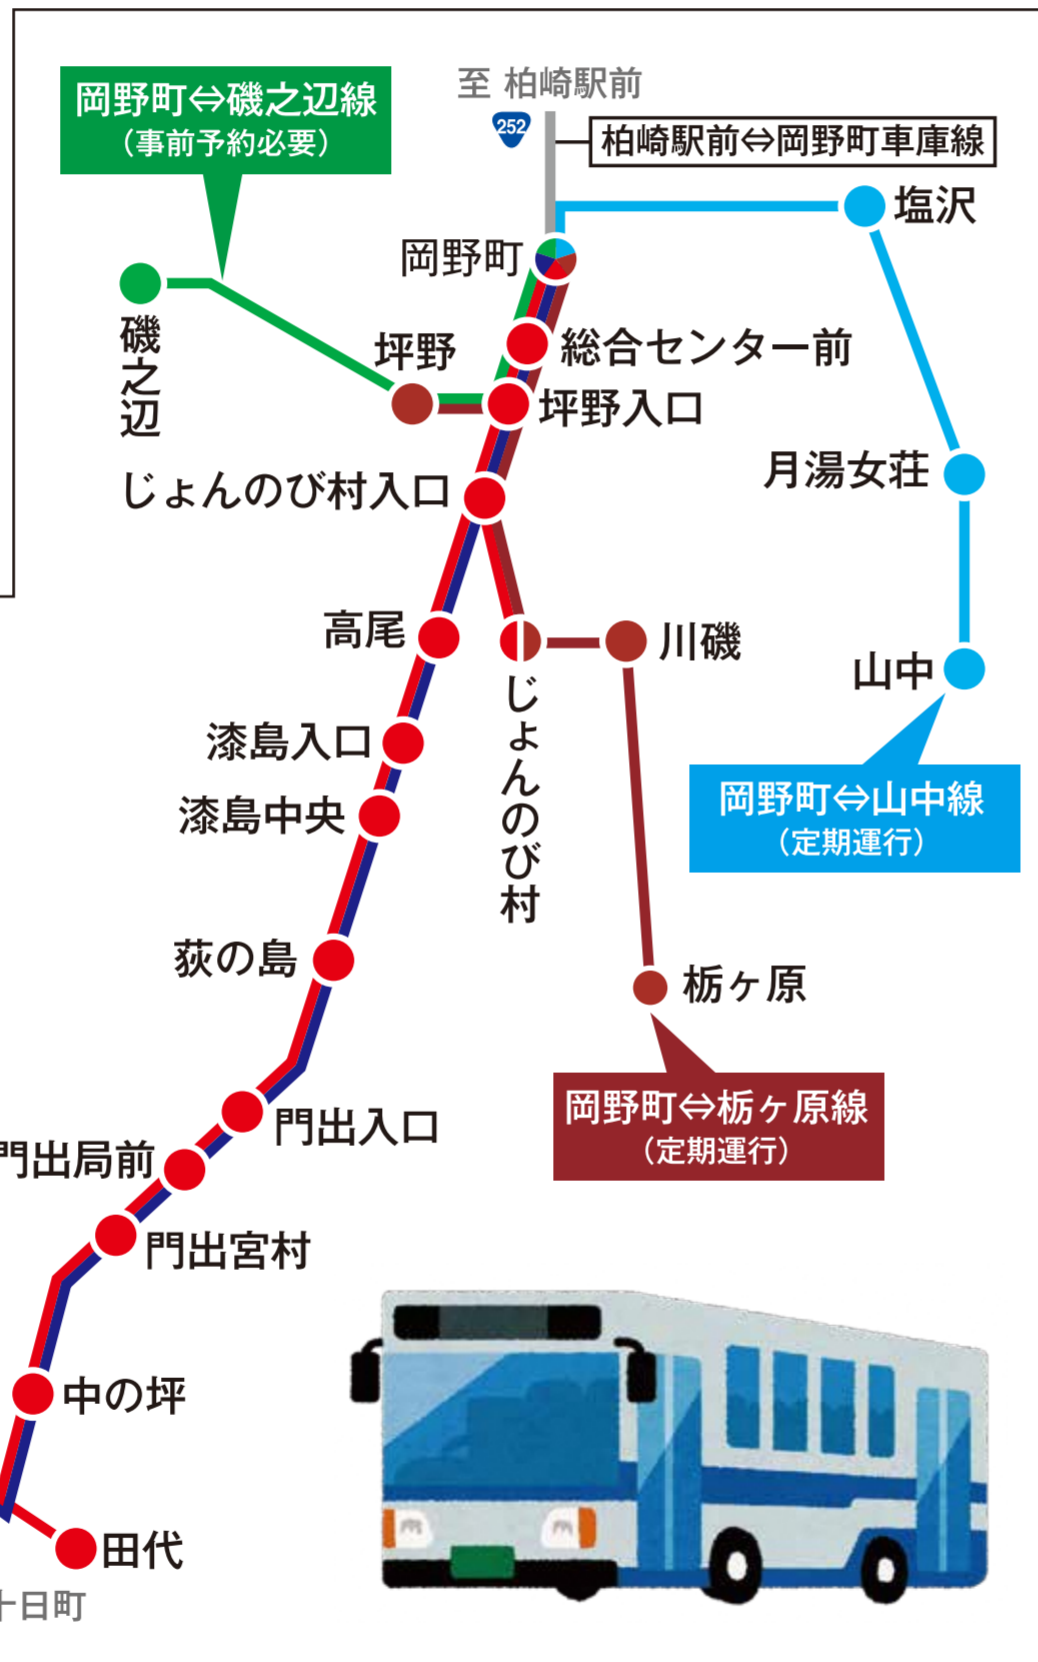 至 柏崎駅前
岡野町⇔磯之辺線
（事前予約必要）
252
柏崎駅前⇔岡野町車庫線
塩沢
岡野町
磯之辺
坪野
総合センター前
坪野入口
じょんのび村入口
月湯女荘
高尾
川磯
山中
じょんのび村
漆島入口
漆島中央
岡野町⇔山中線
（定期運行）
荻の島
栃ヶ原
岡野町⇔栃ヶ原線
（定期運行）
門出入口
門出局前
門出宮村
中の坪
田代
十日町